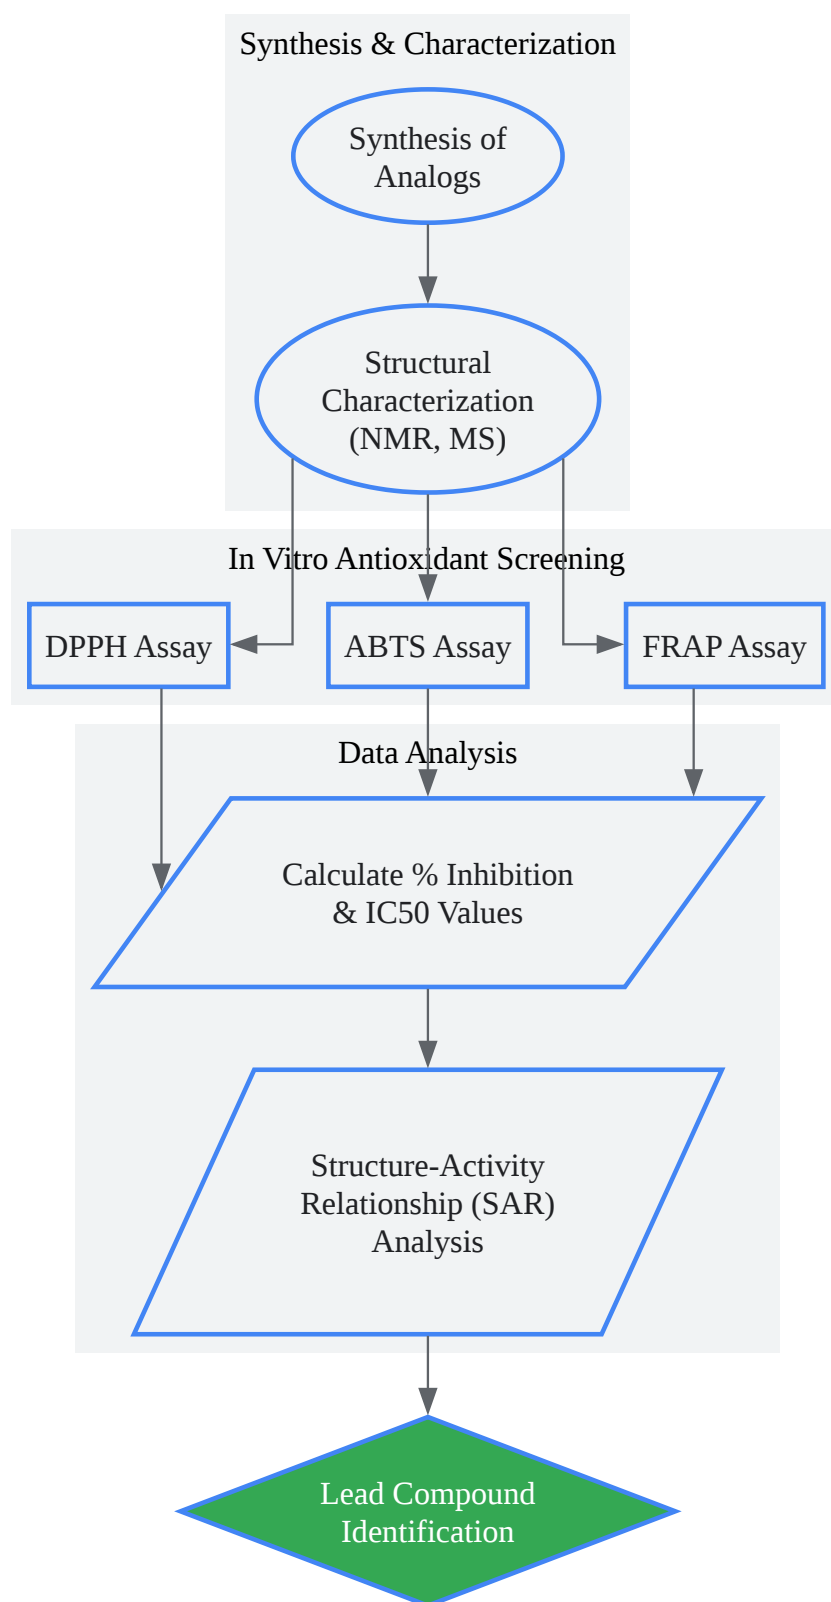 Synthesis & Characterization
Synthesis of
Analogs
Structural
Characterization
(NMR, MS)
In Vitro Antioxidant Screening
DPPH Assay
ABTS Assay
FRAP Assay
Data Analysis
Calculate % Inhibition
& IC50 Values
Structure-Activity
Relationship (SAR)
Analysis
Lead Compound
Identification